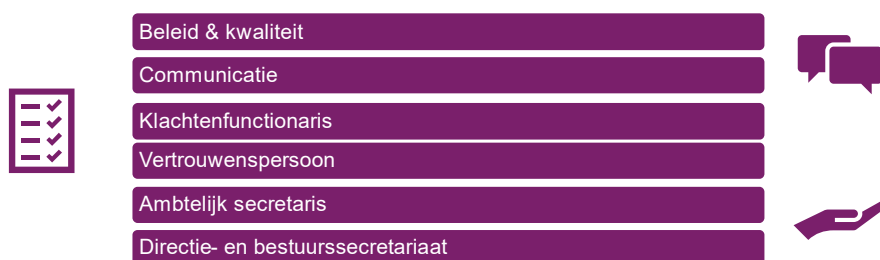 Beleid & kwaliteit
Communicatie
Klachtenfunctionaris
Vertrouwenspersoon
Ambtelijk secretaris
Directie- en bestuurssecretariaat